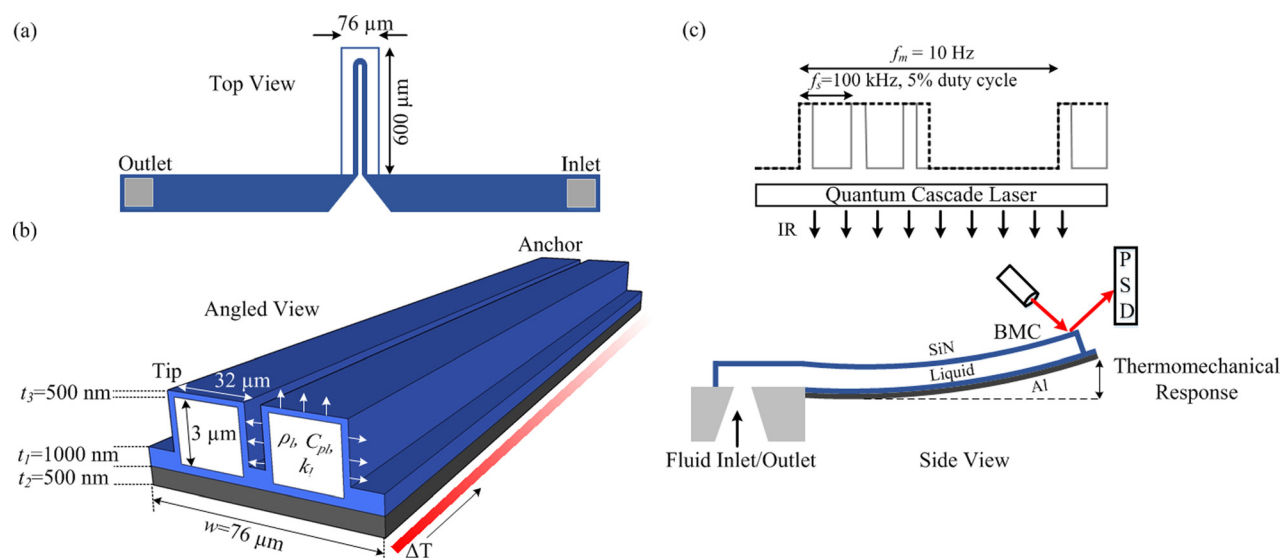 (a)
76 µm
Top View
600 µm
Outlet
Inlet
(b)
Anchor
Angled View
Tip
32 µm
t₃=500 nm
3 µm
ρₗ, Cₚₗ,
kₗ
t₁=1000 nm
t₂=500 nm
w=76 µm
ΔT
(c)
fₘ = 10 Hz
fₛ=100 kHz, 5% duty cycle
Quantum Cascade Laser
IR
P
S
D
BMC
SiN
Liquid
Al
Thermomechanical
Response
Fluid Inlet/Outlet
Side View